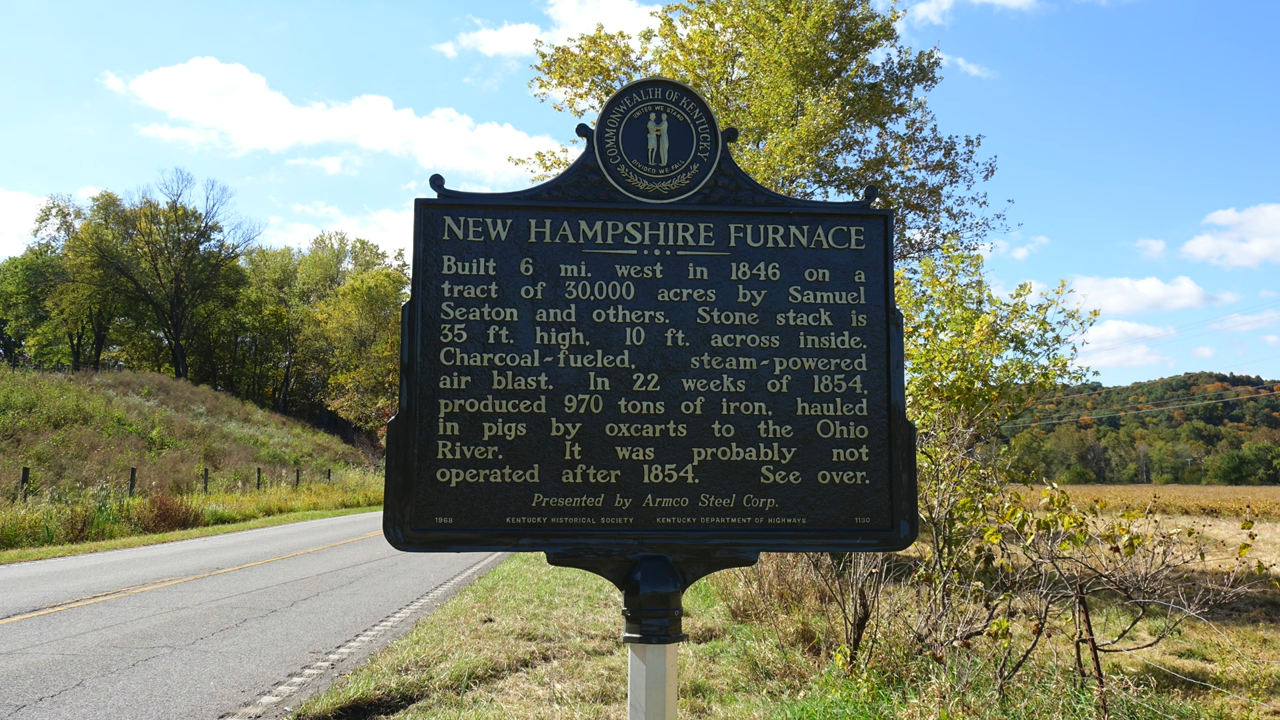 COMMONWEALTH OF KENTUCKY
UNITED WE STAND
DIVIDED WE FALL
NEW HAMPSHIRE FURNACE
Built 6 mi. west in 1846 on a
tract of 30,000 acres by Samuel
Seaton and others. Stone stack is
35 ft. high, 10 ft. across inside.
Charcoal-fueled, steam-powered
air blast. In 22 weeks of 1854,
produced 970 tons of iron, hauled
in pigs by oxcarts to the Ohio
River. It was probably not
operated after 1854. See over.
Presented by Armco Steel Corp.
1968 KENTUCKY HISTORICAL SOCIETY KENTUCKY DEPARTMENT OF HIGHWAYS 1130